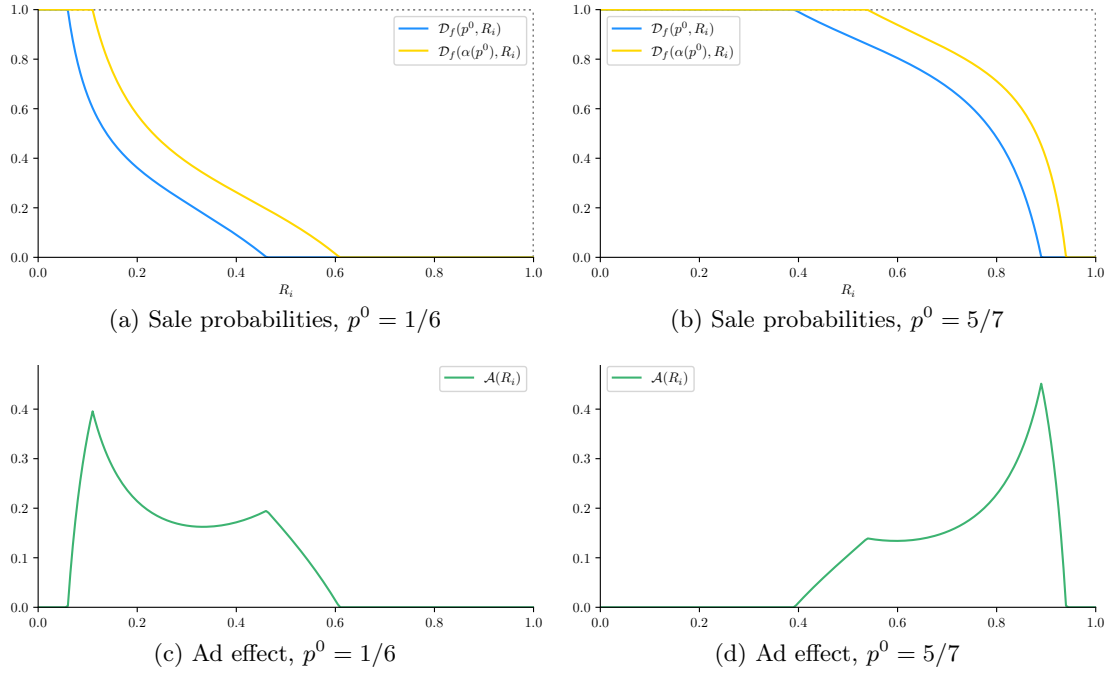 1.0
0.8
0.6
0.4
0.2
0.0
0.0 0.2 0.4 0.6 0.8 1.0
R_i
𝒟_f(p^0, R_i)
𝒟_f(α(p^0), R_i)
(a) Sale probabilities, p^0 = 1/6
1.0
0.8
0.6
0.4
0.2
0.0
0.0 0.2 0.4 0.6 0.8 1.0
R_i
𝒟_f(p^0, R_i)
𝒟_f(α(p^0), R_i)
(b) Sale probabilities, p^0 = 5/7
0.4
0.3
0.2
0.1
0.0
0.0 0.2 0.4 0.6 0.8 1.0
𝒜(R_i)
(c) Ad effect, p^0 = 1/6
0.4
0.3
0.2
0.1
0.0
0.0 0.2 0.4 0.6 0.8 1.0
𝒜(R_i)
(d) Ad effect, p^0 = 5/7